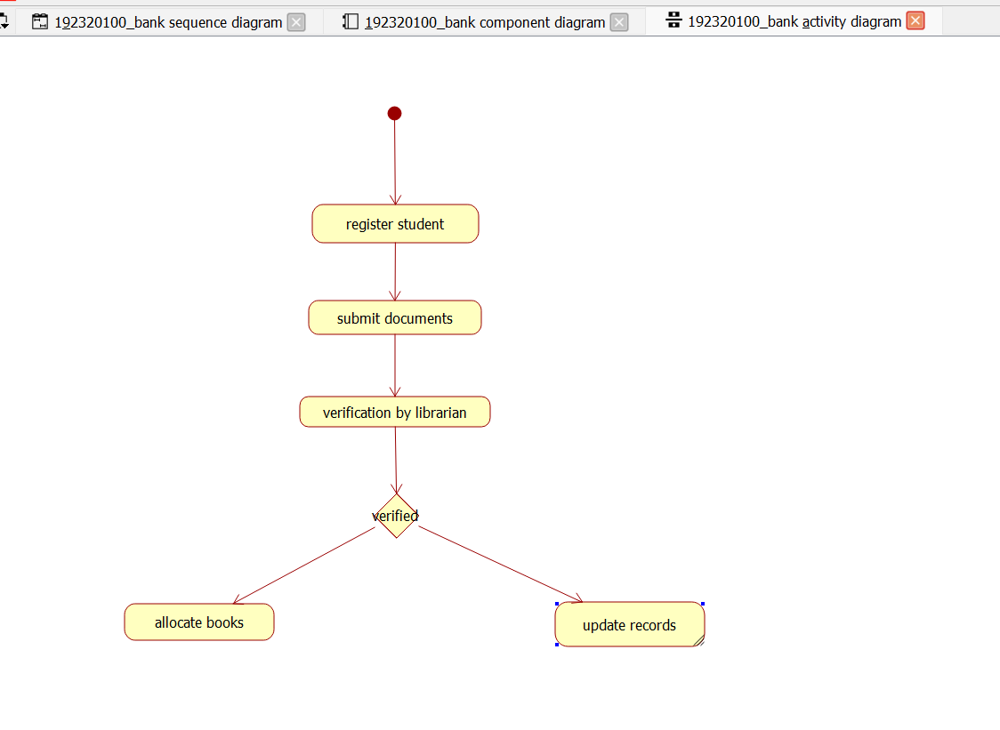 192320100_bank sequence diagram
192320100_bank component diagram
192320100_bank activity diagram
register student
submit documents
verification by librarian
verified
allocate books
update records